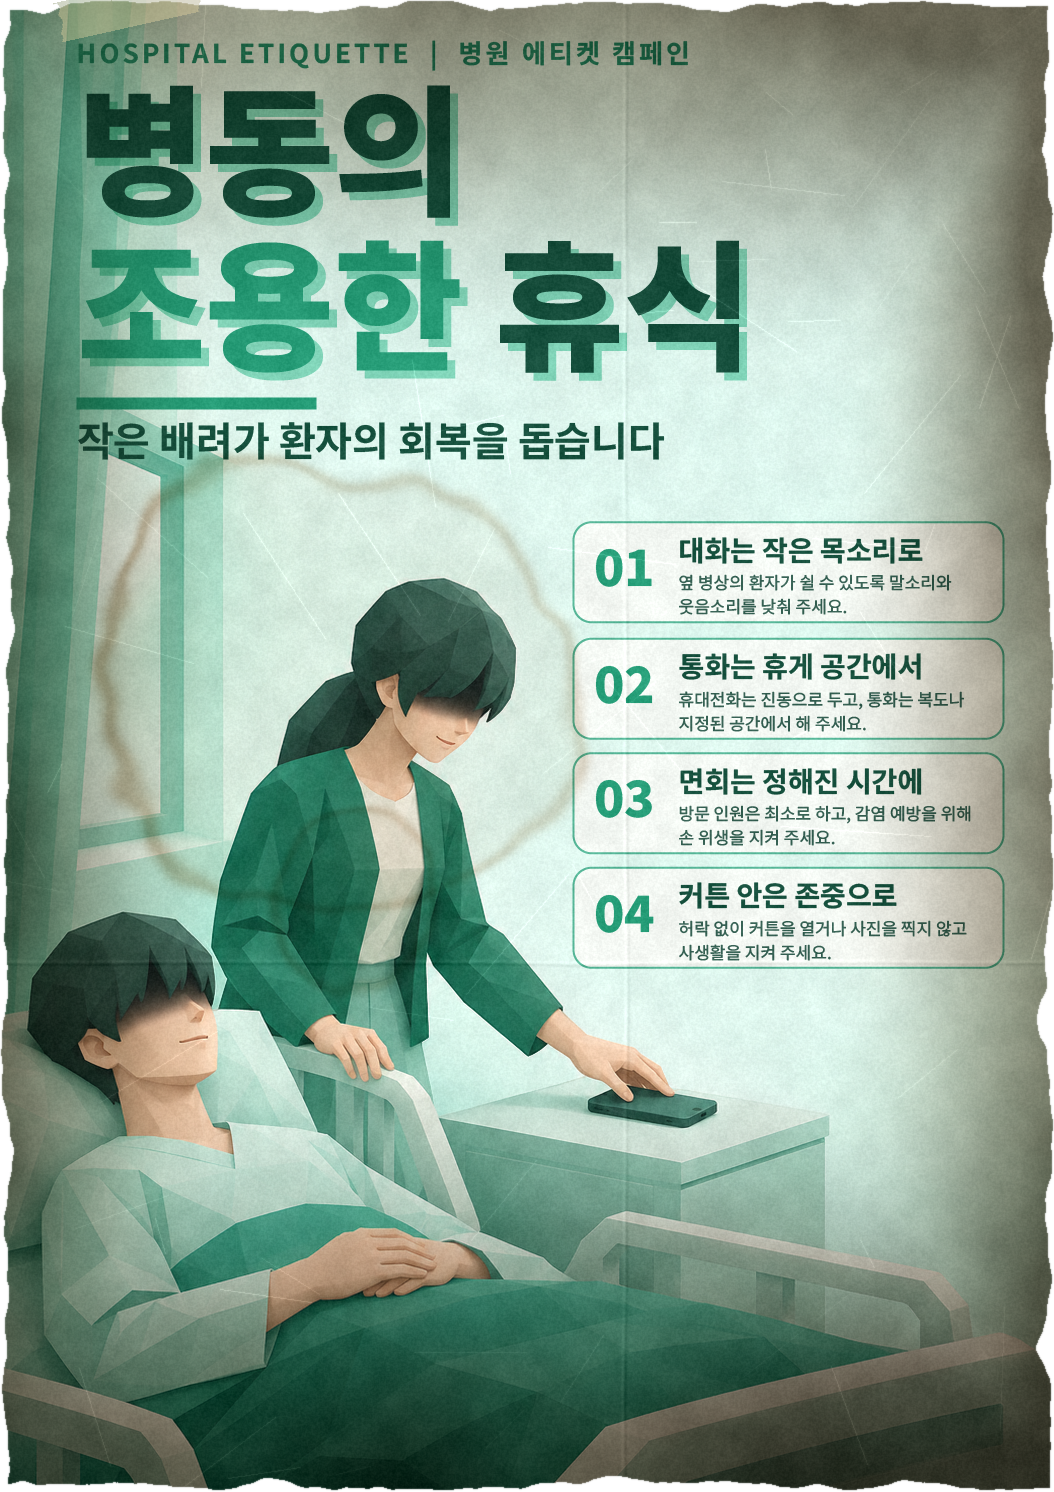 HOSPITAL ETIQUETTE | 병원 에티켓 캠페인
병동의
조용한 휴식
작은 배려가 환자의 회복을 돕습니다
01
대화는 작은 목소리로
옆 병상의 환자가 쉴 수 있도록 말소리와
웃음소리를 낮춰 주세요.
02
통화는 휴게 공간에서
휴대전화는 진동으로 두고, 통화는 복도나
지정된 공간에서 해 주세요.
03
면회는 정해진 시간에
방문 인원은 최소로 하고, 감염 예방을 위해
손 위생을 지켜 주세요.
04
커튼 안은 존중으로
허락 없이 커튼을 열거나 사진을 찍지 않고
사생활을 지켜 주세요.